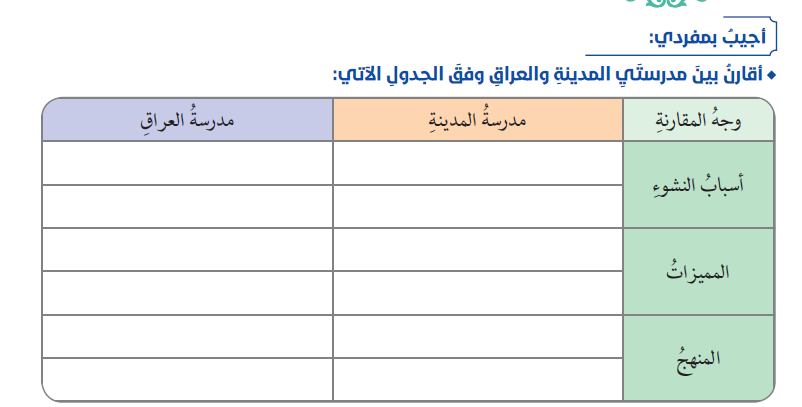 أجيبُ بمفردي:
◆ أقارنُ بينَ مدرستَيِ المدينةِ والعراقِ وفقَ الجدولِ الآتي:
وجهُ المقارنةِ	مدرسةُ المدينةِ	مدرسةُ العراقِ
أسبابُ النشوءِ
المميزاتُ
المنهجُ